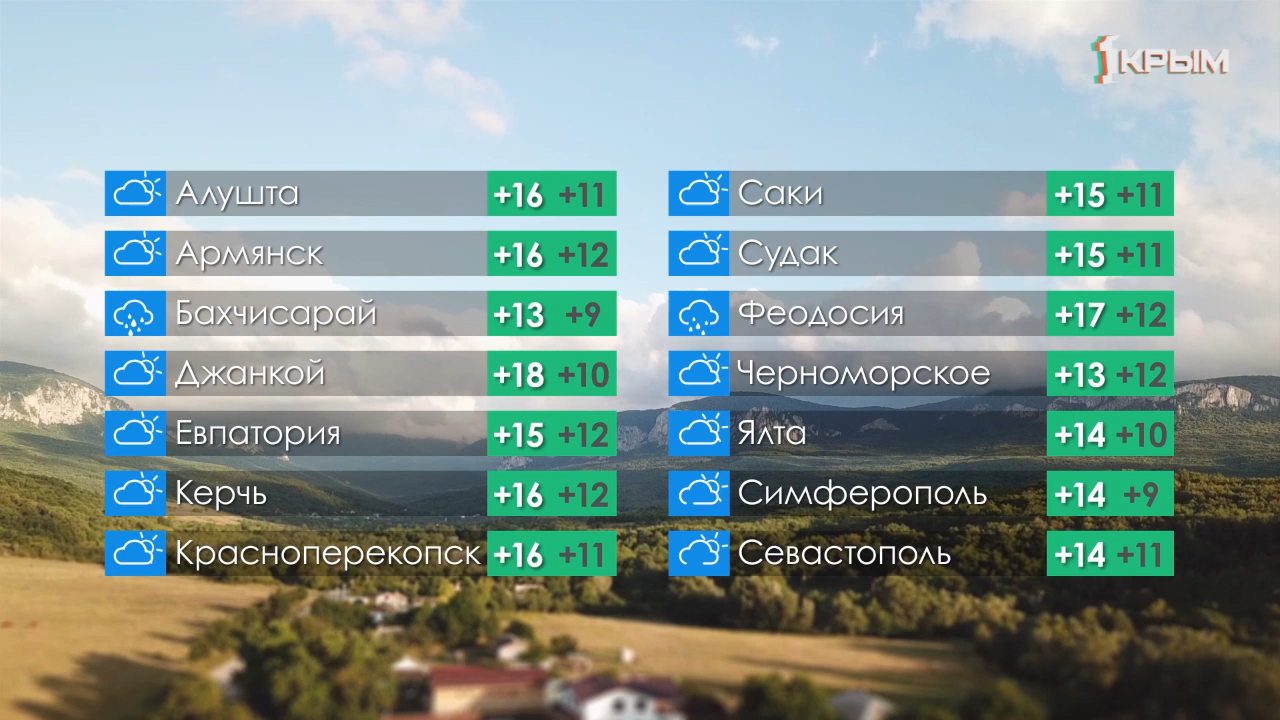 1 КРЫМ
Алушта +16 +11
Армянск +16 +12
Бахчисарай +13 +9
Джанкой +18 +10
Евпатория +15 +12
Керчь +16 +12
Красноперекопск +16 +11
Саки +15 +11
Судак +15 +11
Феодосия +17 +12
Черноморское +13 +12
Ялта +14 +10
Симферополь +14 +9
Севастополь +14 +11